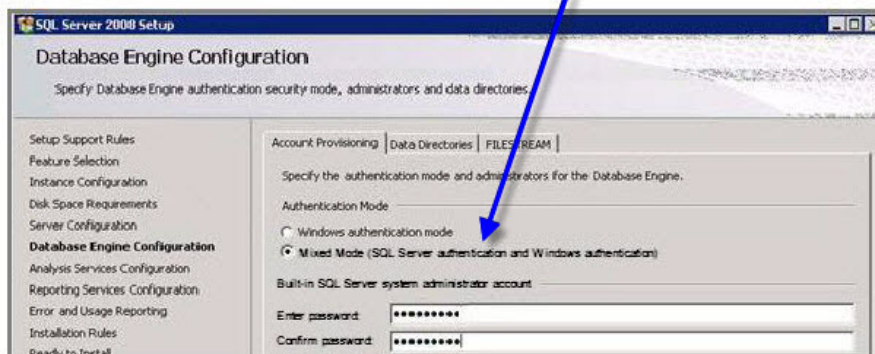 SQL Server 2008 Setup
Database Engine Configuration
Specify Database Engine authentication security mode, administrators and data directories.
Setup Support Rules
Feature Selection
Instance Configuration
Disk Space Requirements
Server Configuration
Database Engine Configuration
Analysis Services Configuration
Reporting Services Configuration
Error and Usage Reporting
Installation Rules
Ready to Install
Account Provisioning Data Directories FILESTREAM
Specify the authentication mode and administrators for the Database Engine.
Authentication Mode
Windows authentication mode
Mixed Mode (SQL Server authentication and Windows authentication)
Built-in SQL Server system administrator account
Enter password:
Confirm password: